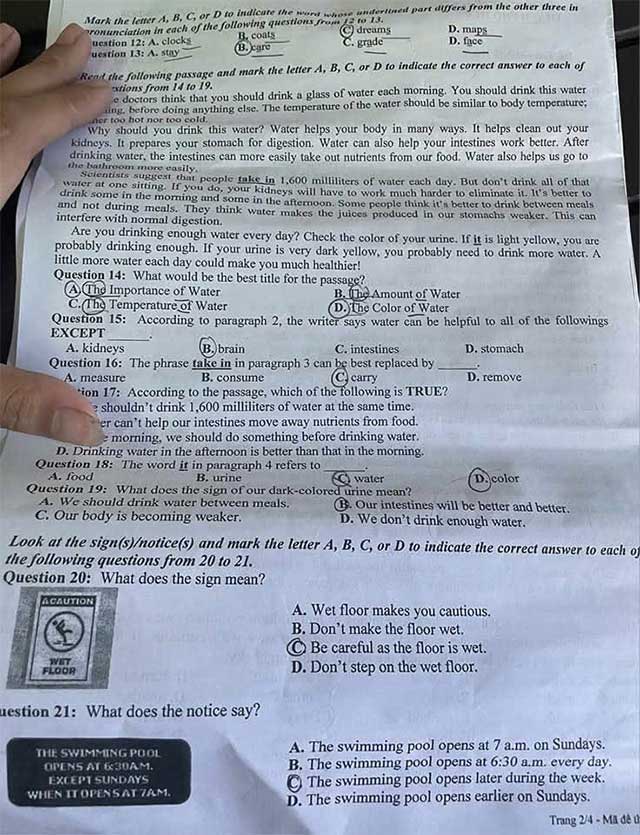 Mark the letter A, B, C, or D to indicate the word whose underlined part differs from the other three in
pronunciation in each of the following questions from 12 to 13.
uestion 12: A. clocks B. coats C) dreams D. maps
uestion 13: A. stay B. care C. grade D. face
Read the following passage and mark the letter A, B, C, or D to indicate the correct answer to each of
stions from 14 to 19.
e doctors think that you should drink a glass of water each morning. You should drink this water
ing, before doing anything else. The temperature of the water should be similar to body temperature;
her too hot nor too cold.
Why should you drink this water? Water helps your body in many ways. It helps clean out your
kidneys. It prepares your stomach for digestion. Water can also help your intestines work better. After
drinking water, the intestines can more easily take out nutrients from our food. Water also helps us go to
the bathroom more easily.
Scientists suggest that people take in 1,600 milliliters of water each day. But don't drink all of that
water at one sitting. If you do, your kidneys will have to work much harder to eliminate it. It's better to
drink some in the morning and some in the afternoon. Some people think it's better to drink between meals
and not during meals. They think water makes the juices produced in our stomachs weaker. This can
interfere with normal digestion.
Are you drinking enough water every day? Check the color of your urine. If it is light yellow, you are
probably drinking enough. If your urine is very dark yellow, you probably need to drink more water. A
little more water each day could make you much healthier!
Question 14: What would be the best title for the passage?
A. The Importance of Water B. The Amount of Water
C. The Temperature of Water D. The Color of Water
Question 15: According to paragraph 2, the writer says water can be helpful to all of the followings
EXCEPT ______.
A. kidneys B. brain C. intestines D. stomach
Question 16: The phrase take in in paragraph 3 can be best replaced by ______.
A. measure B. consume C. carry D. remove
tion 17: According to the passage, which of the following is TRUE?
e shouldn't drink 1,600 milliliters of water at the same time.
er can't help our intestines move away nutrients from food.
e morning, we should do something before drinking water.
D. Drinking water in the afternoon is better than that in the morning.
Question 18: The word it in paragraph 4 refers to ______.
A. food B. urine C. water D. color
Question 19: What does the sign of our dark-colored urine mean?
A. We should drink water between meals. B. Our intestines will be better and better.
C. Our body is becoming weaker. D. We don't drink enough water.
Look at the sign(s)/notice(s) and mark the letter A, B, C, or D to indicate the correct answer to each of
the following questions from 20 to 21.
Question 20: What does the sign mean?
CAUTION
WET
FLOOR
A. Wet floor makes you cautious.
B. Don't make the floor wet.
C. Be careful as the floor is wet.
D. Don't step on the wet floor.
uestion 21: What does the notice say?
THE SWIMMING POOL
OPENS AT 6:30AM.
EXCEPT SUNDAYS
WHEN IT OPENS AT 7AM.
A. The swimming pool opens at 7 a.m. on Sundays.
B. The swimming pool opens at 6:30 a.m. every day.
C. The swimming pool opens later during the week.
D. The swimming pool opens earlier on Sundays.
Trang 2/4 - Mã đề